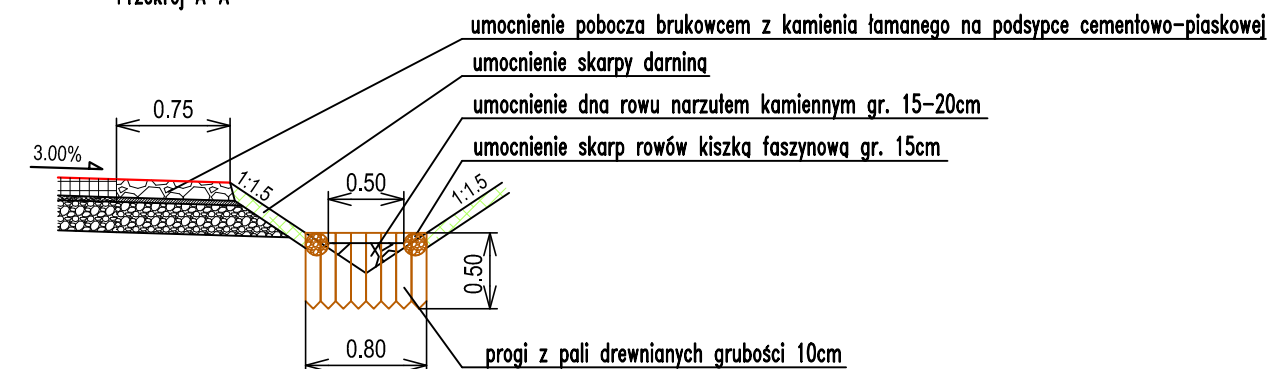 Przekrój A-A
umocnienie pobocza brukowcem z kamienia łamanego na podsypce cementowo-piaskowej
umocnienie skarpy darniną
umocnienie dna rowu narzutem kamiennym gr. 15-20cm
umocnienie skarp rowów kiszką faszynową gr. 15cm
0.75
3.00%
1:1.5
0.50
1:1.5
0.50
0.80
progi z pali drewnianych grubości 10cm